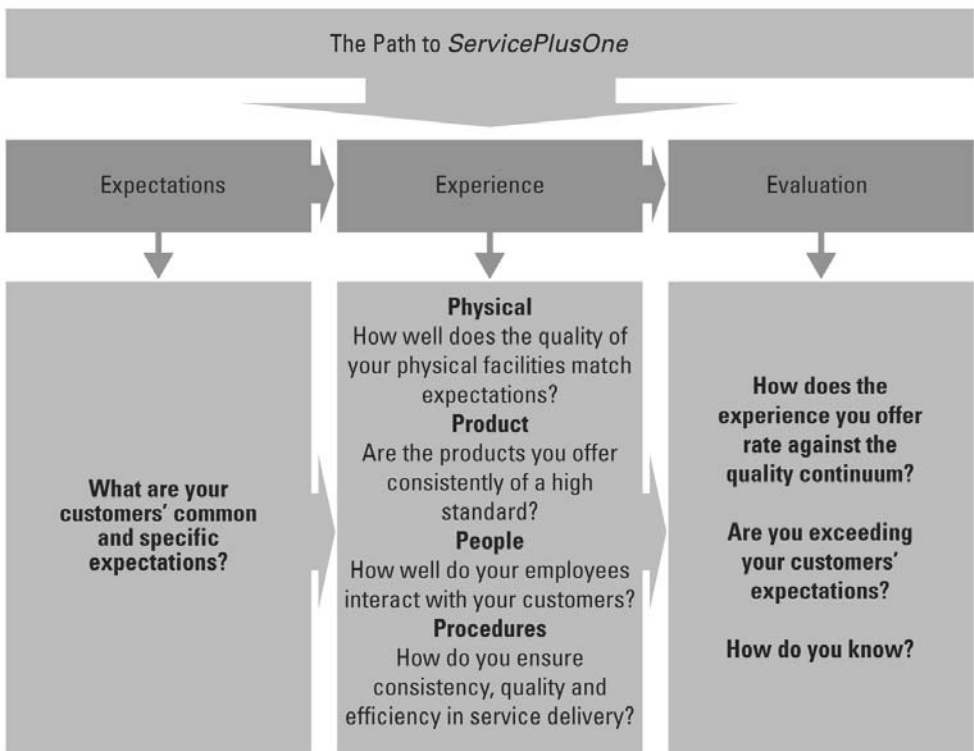 The Path to ServicePlusOne
Expectations
Experience
Evaluation
What are your
customers’ common
and specific
expectations?
Physical
How well does the quality of
your physical facilities match
expectations?
Product
Are the products you offer
consistently of a high
standard?
People
How well do your employees
interact with your customers?
Procedures
How do you ensure
consistency, quality and
efficiency in service delivery?
How does the
experience you offer
rate against the
quality continuum?
Are you exceeding
your customers’
expectations?
How do you know?